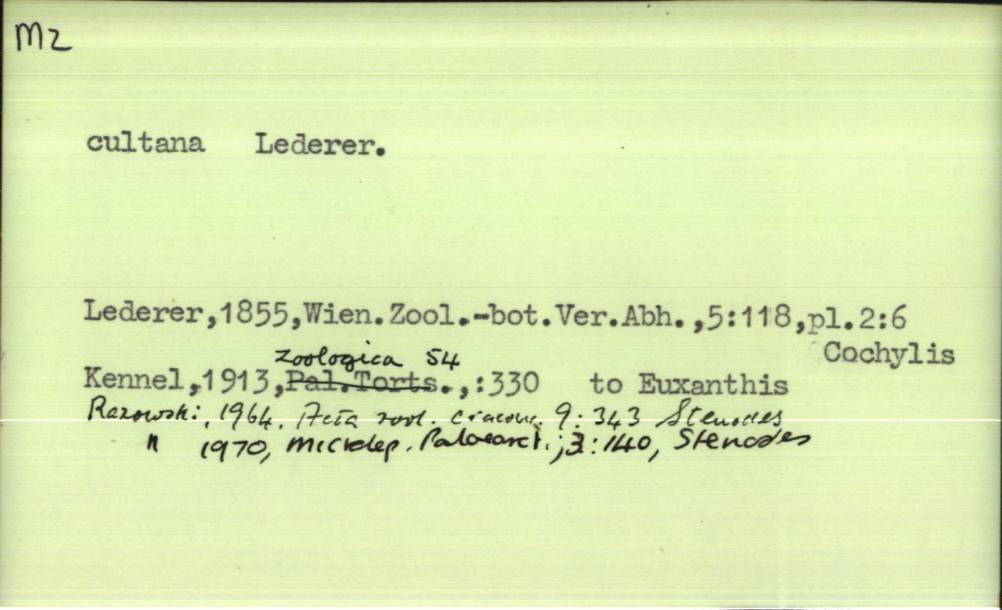 Mz
cultana Lederer.
Lederer,1855,Wien.Zool.-bot.Ver.Abh.,5:118,pl.2:6
Cochylis
Zoologica 54
Kennel,1913,Pal.Torts.,:330 to Euxanthis
Razowski, 1964, Acta zool. cracov. 9: 343 Stenodes
" 1970, Microlep. Palaearct.; 3:140, Stenodes